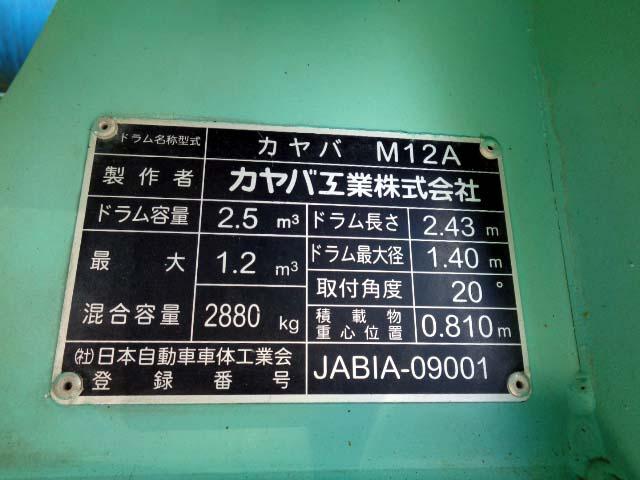 ドラム名称型式 カヤバ M12A
製作者 カヤバ工業株式会社
ドラム容量 2.5 m³ ドラム長さ 2.43 m
最大 1.2 m³ ドラム最大径 1.40 m
取付角度 20°
混合容量 2880 kg 積載物重心位置 0.810 m
(社)日本自動車車体工業会
登録番号 JABIA-09001